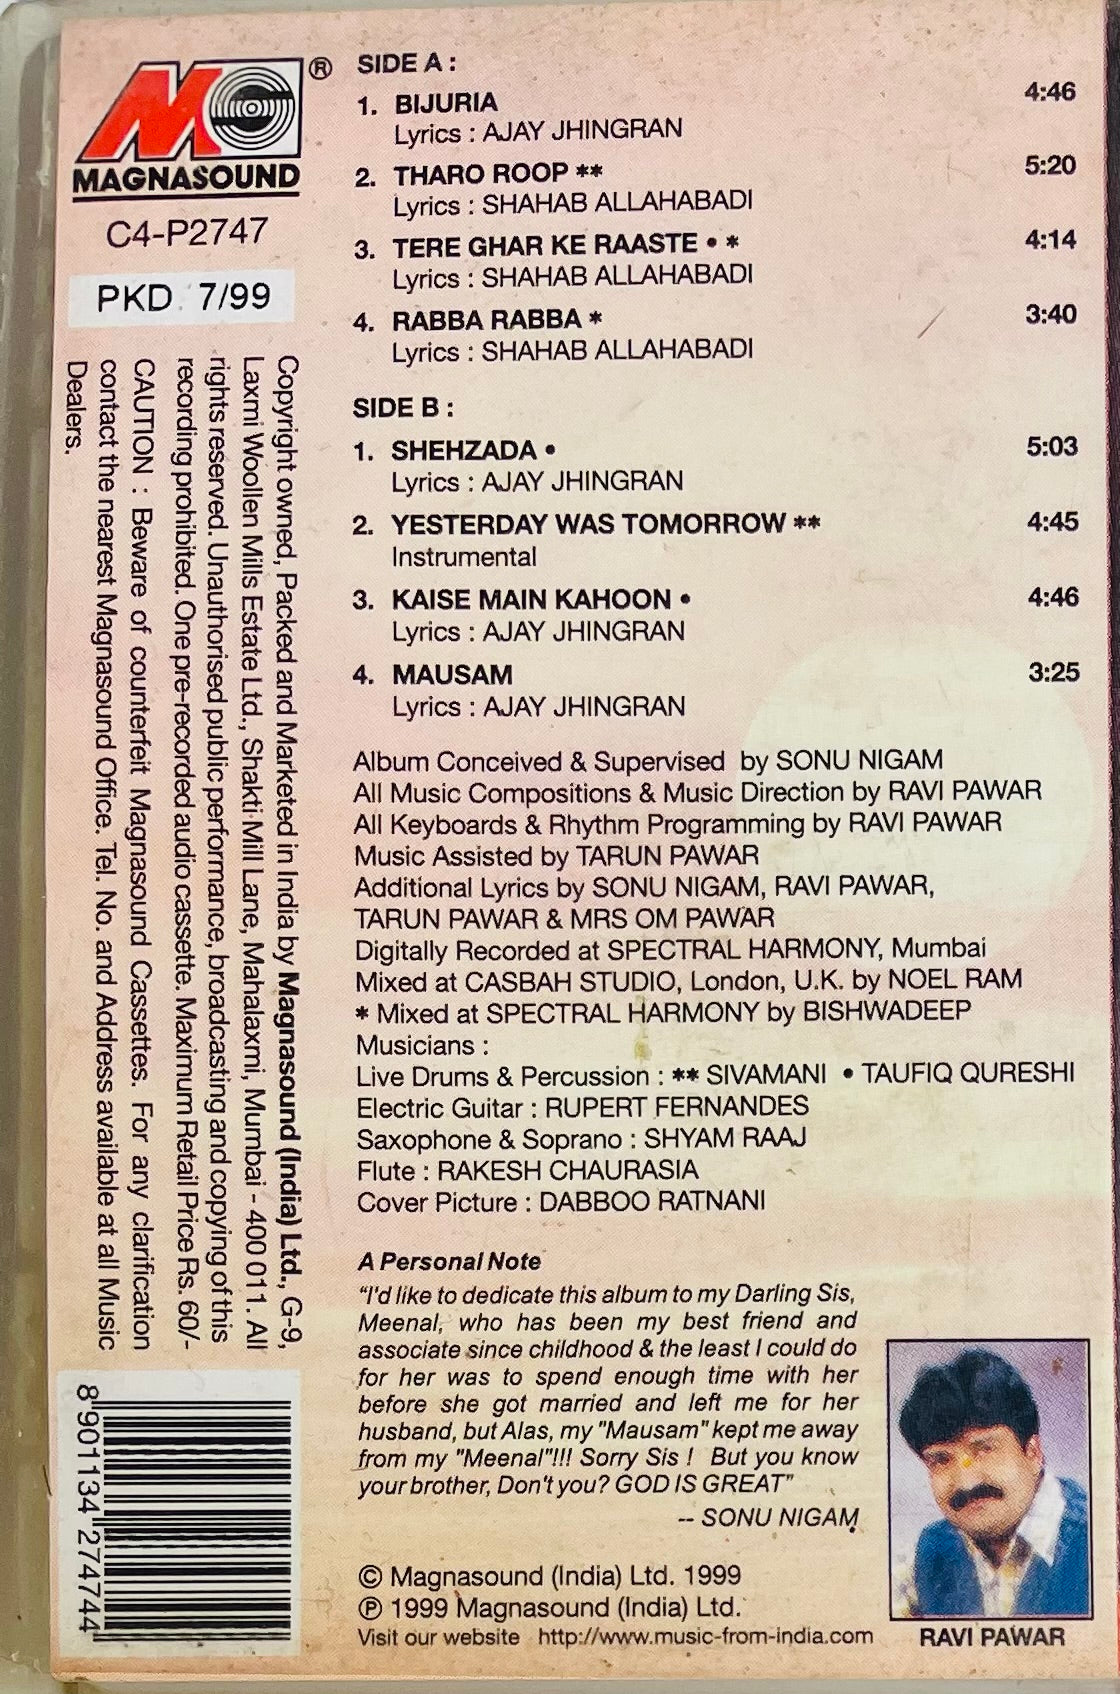 MAGNASOUND
®
C4-P2747
PKD 7/99
Copyright owned, Packed and Marketed in India by Magnasound (India) Ltd., G-9,
Laxmi Woollen Mills Estate Ltd., Shakti Mill Lane, Mahalaxmi, Mumbai - 400 011. All
rights reserved. Unauthorised public performance, broadcasting and copying of this
recording prohibited. One pre-recorded audio cassette. Maximum Retail Price Rs. 60/-
CAUTION : Beware of counterfeit Magnasound Cassettes. For any clarification
contact the nearest Magnasound Office. Tel. No. and Address available at all Music
Dealers.
8 901134 274744
SIDE A :
1. BIJURIA 4:46
Lyrics : AJAY JHINGRAN
2. THARO ROOP ** 5:20
Lyrics : SHAHAB ALLAHABADI
3. TERE GHAR KE RAASTE • * 4:14
Lyrics : SHAHAB ALLAHABADI
4. RABBA RABBA * 3:40
Lyrics : SHAHAB ALLAHABADI
SIDE B :
1. SHEHZADA • 5:03
Lyrics : AJAY JHINGRAN
2. YESTERDAY WAS TOMORROW ** 4:45
Instrumental
3. KAISE MAIN KAHOON • 4:46
Lyrics : AJAY JHINGRAN
4. MAUSAM 3:25
Lyrics : AJAY JHINGRAN
Album Conceived & Supervised by SONU NIGAM
All Music Compositions & Music Direction by RAVI PAWAR
All Keyboards & Rhythm Programming by RAVI PAWAR
Music Assisted by TARUN PAWAR
Additional Lyrics by SONU NIGAM, RAVI PAWAR,
TARUN PAWAR & MRS OM PAWAR
Digitally Recorded at SPECTRAL HARMONY, Mumbai
Mixed at CASBAH STUDIO, London, U.K. by NOEL RAM
* Mixed at SPECTRAL HARMONY by BISHWADEEP
Musicians :
Live Drums & Percussion : ** SIVAMANI • TAUFIQ QURESHI
Electric Guitar : RUPERT FERNANDES
Saxophone & Soprano : SHYAM RAAJ
Flute : RAKESH CHAURASIA
Cover Picture : DABBOO RATNANI
A Personal Note
"I'd like to dedicate this album to my Darling Sis,
Meenal, who has been my best friend and
associate since childhood & the least I could do
for her was to spend enough time with her
before she got married and left me for her
husband, but Alas, my "Mausam" kept me away
from my "Meenal"!!! Sorry Sis ! But you know
your brother, Don't you? GOD IS GREAT"
-- SONU NIGAM
© Magnasound (India) Ltd. 1999
℗ 1999 Magnasound (India) Ltd.
Visit our website http://www.music-from-india.com
RAVI PAWAR